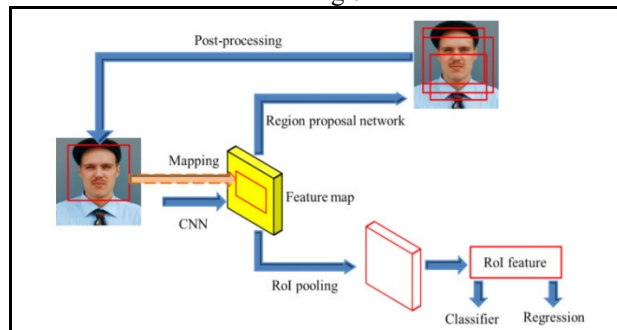 Post-processing
Region proposal network
Mapping
Feature map
CNN
RoI pooling
RoI feature
Classifier
Regression